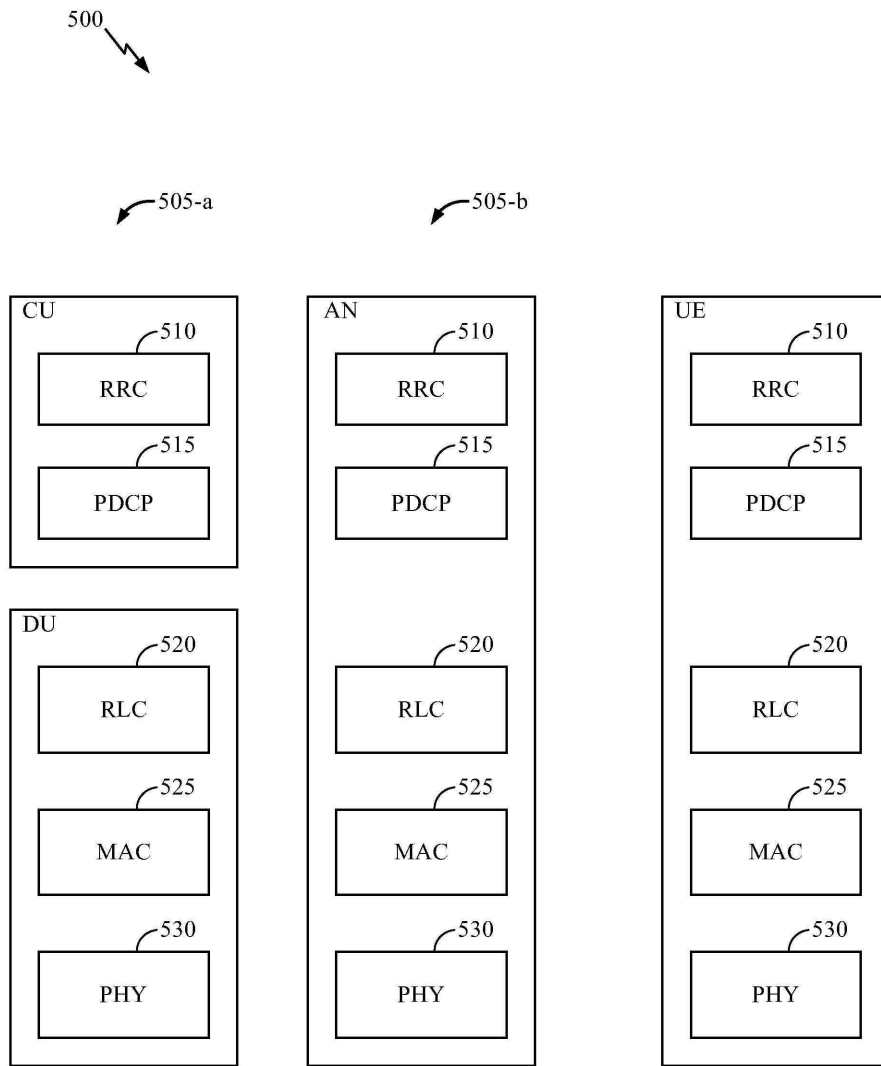 500
505-a 505-b
CU AN UE
510 510 510
RRC RRC RRC
515 515 515
PDCP PDCP PDCP
DU
520 520 520
RLC RLC RLC
525 525 525
MAC MAC MAC
530 530 530
PHY PHY PHY